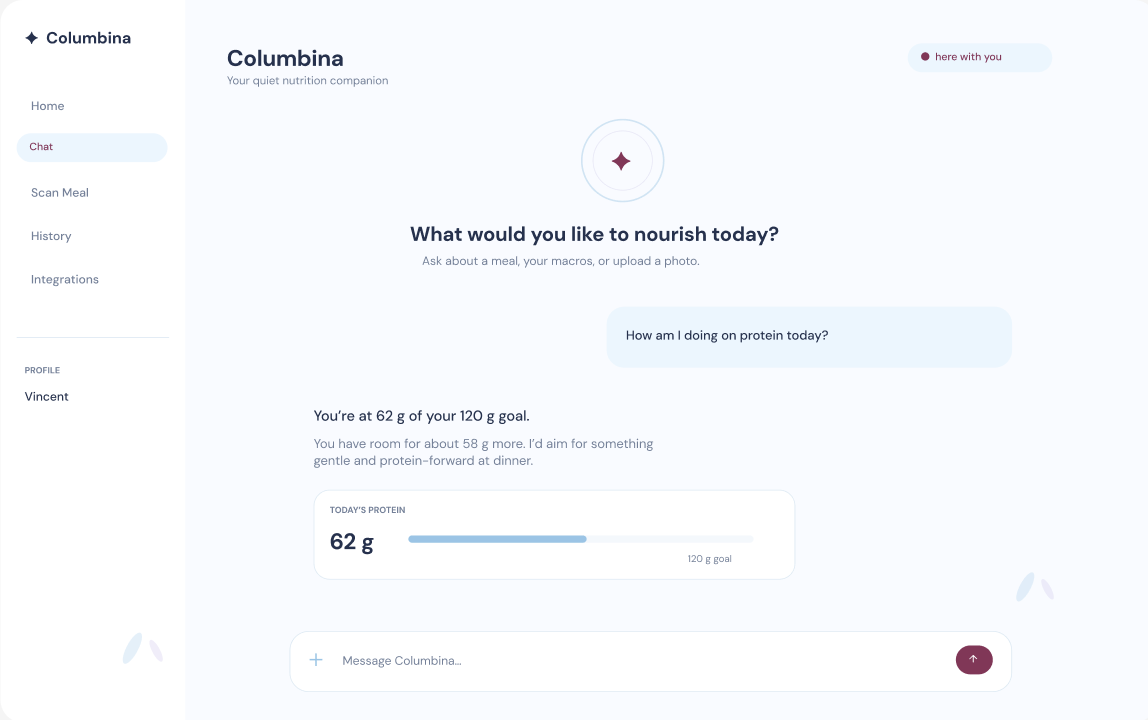 Columbina
Home
Chat
Scan Meal
History
Integrations
PROFILE
Vincent
Columbina
Your quiet nutrition companion
here with you
What would you like to nourish today?
Ask about a meal, your macros, or upload a photo.
How am I doing on protein today?
You’re at 62 g of your 120 g goal.
You have room for about 58 g more. I’d aim for something
gentle and protein-forward at dinner.
TODAY’S PROTEIN
62 g
120 g goal
Message Columbina…